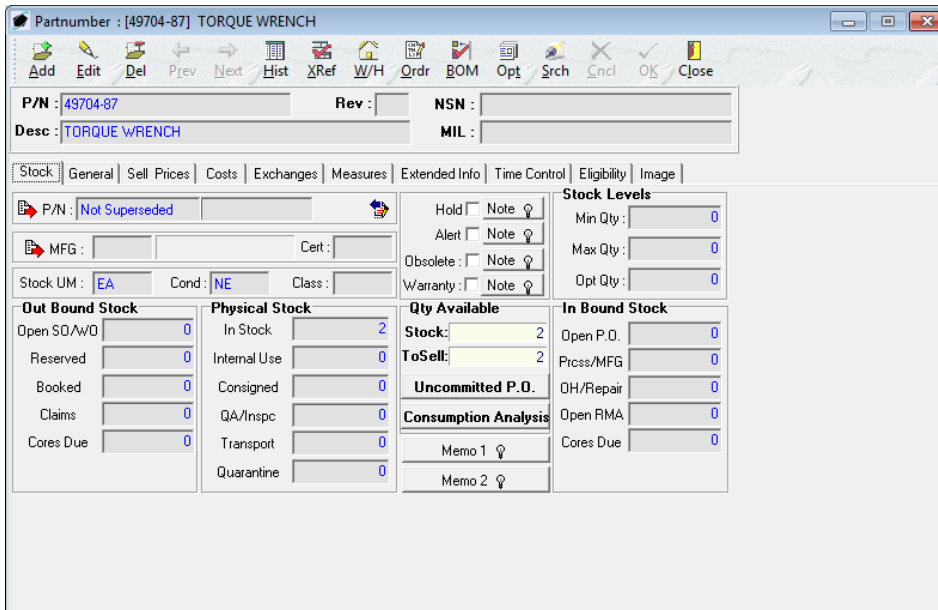 Partnumber : [49704-87] TORQUE WRENCH
Add Edit Del Prev Next Hist XRef W/H Ordr BOM Opt Srch Cncl OK Close
P/N : 49704-87 Rev : NSN :
Desc : TORQUE WRENCH MIL :
Stock General Sell Prices Costs Exchanges Measures Extended Info Time Control Eligibility Image
P/N : Not Superseded
MFG : Cert :
Stock UM : EA Cond : NE Class :
Hold Note
Alert Note
Obsolete : Note
Warranty : Note
Stock Levels
Min Qty : 0
Max Qty : 0
Opt Qty : 0
Out Bound Stock
Open SO/WO 0
Reserved 0
Booked 0
Claims 0
Cores Due 0
Physical Stock
In Stock 2
Internal Use 0
Consigned 0
QA/Inspc 0
Transport 0
Quarantine 0
Qty Available
Stock: 2
ToSell: 2
Uncommitted P.O.
Consumption Analysis
Memo 1
Memo 2
In Bound Stock
Open P.O. 0
Prcss/MFG 0
OH/Repair 0
Open RMA 0
Cores Due 0